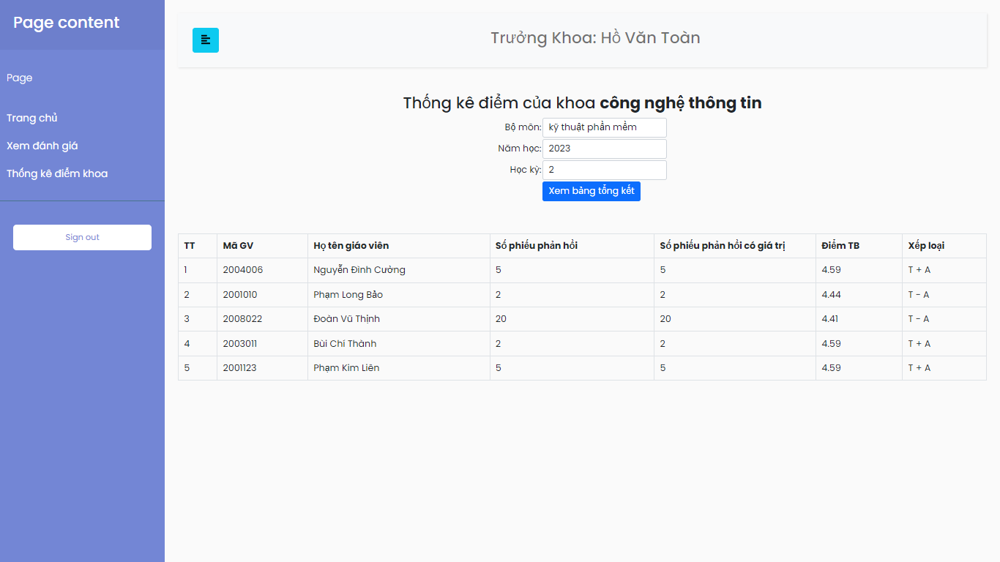 Page content
Trưởng Khoa: Hồ Văn Toàn
Page
Trang chủ
Xem đánh giá
Thống kê điểm khoa
Sign out
Thống kê điểm của khoa công nghệ thông tin
Bộ môn: kỹ thuật phần mềm
Năm học: 2023
Học kỳ: 2
Xem bảng tổng kết
TT Mã GV Họ tên giáo viên Số phiếu phản hồi Số phiếu phản hồi có giá trị Điểm TB Xếp loại
1 2004006 Nguyễn Đình Cường 5 5 4.59 T + A
2 2001010 Phạm Long Bảo 2 2 4.44 T - A
3 2008022 Đoàn Vũ Thịnh 20 20 4.41 T - A
4 2003011 Bùi Chí Thành 2 2 4.59 T + A
5 2001123 Phạm Kim Liên 5 5 4.59 T + A